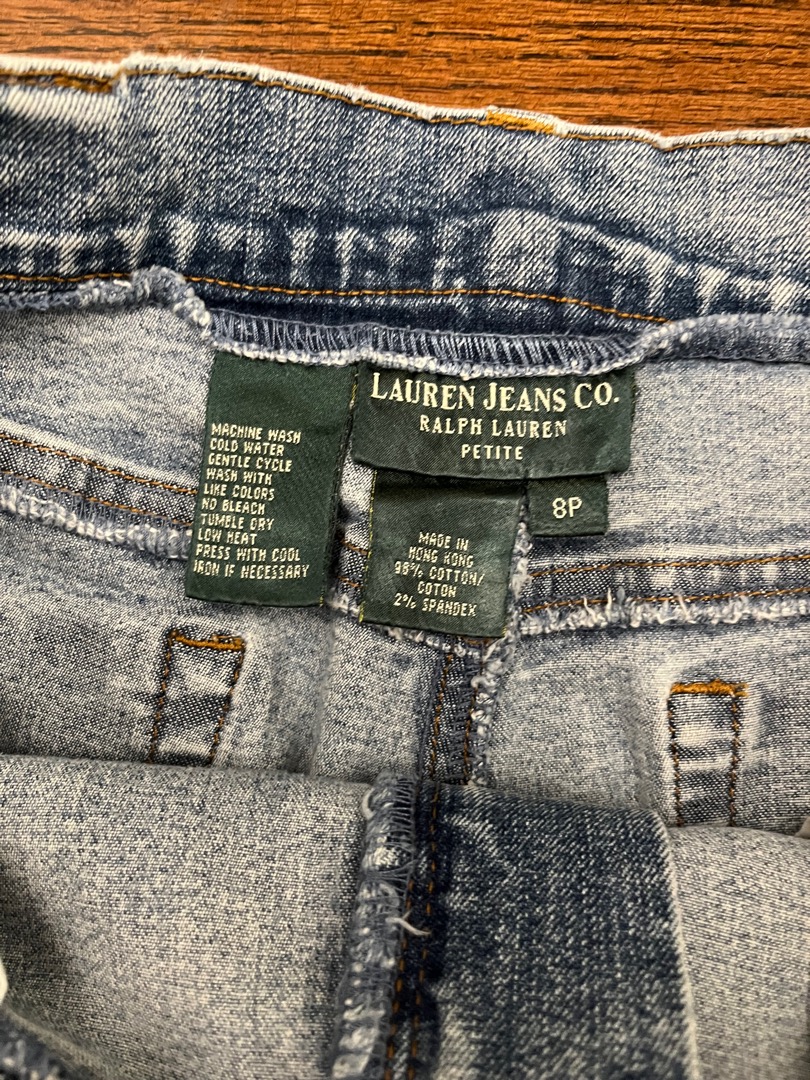 MACHINE WASH
COLD WATER
GENTLE CYCLE
WASH WITH
LIKE COLORS
NO BLEACH
TUMBLE DRY
LOW HEAT
PRESS WITH COOL
IRON IF NECESSARY
LAUREN JEANS CO.
RALPH LAUREN
PETITE
8P
MADE IN
HONG KONG
98% COTTON/
COTON
2% SPANDEX